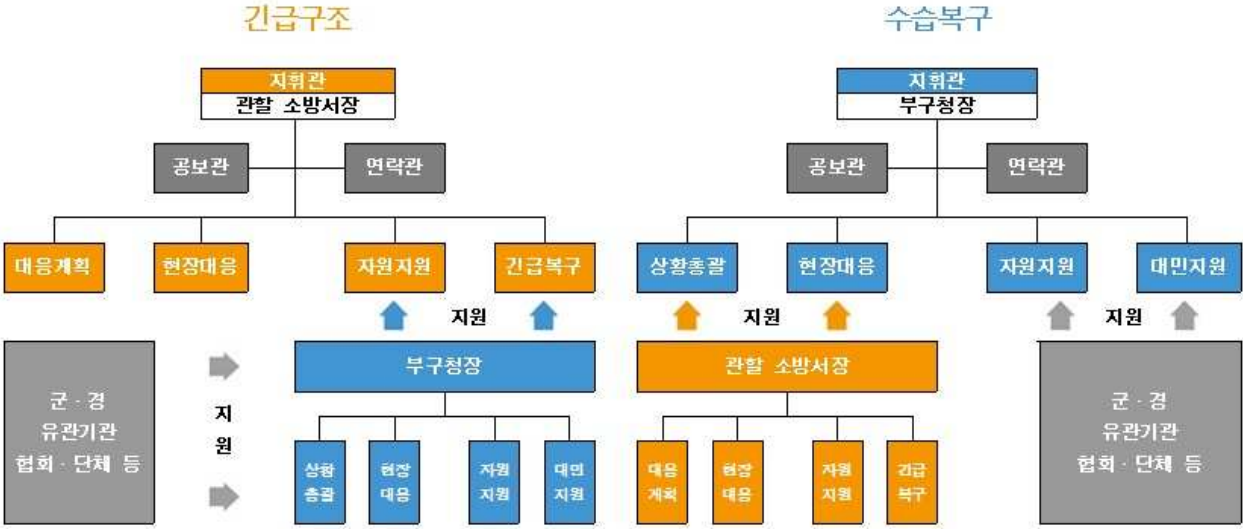 긴급구조
수습복구
지휘관
관할 소방서장
지휘관
부구청장
공보관
연락관
공보관
연락관
대응계획
현장대응
자원지원
긴급복구
상황총괄
현장대응
자원지원
대민지원
지원
지원
지원
군·경
유관기관
협회·단체 등
지
원
부구청장
관할 소방서장
군·경
유관기관
협회·단체 등
상황
총괄
현장
대응
자원
지원
대민
지원
대응
계획
현장
대응
자원
지원
긴급
복구